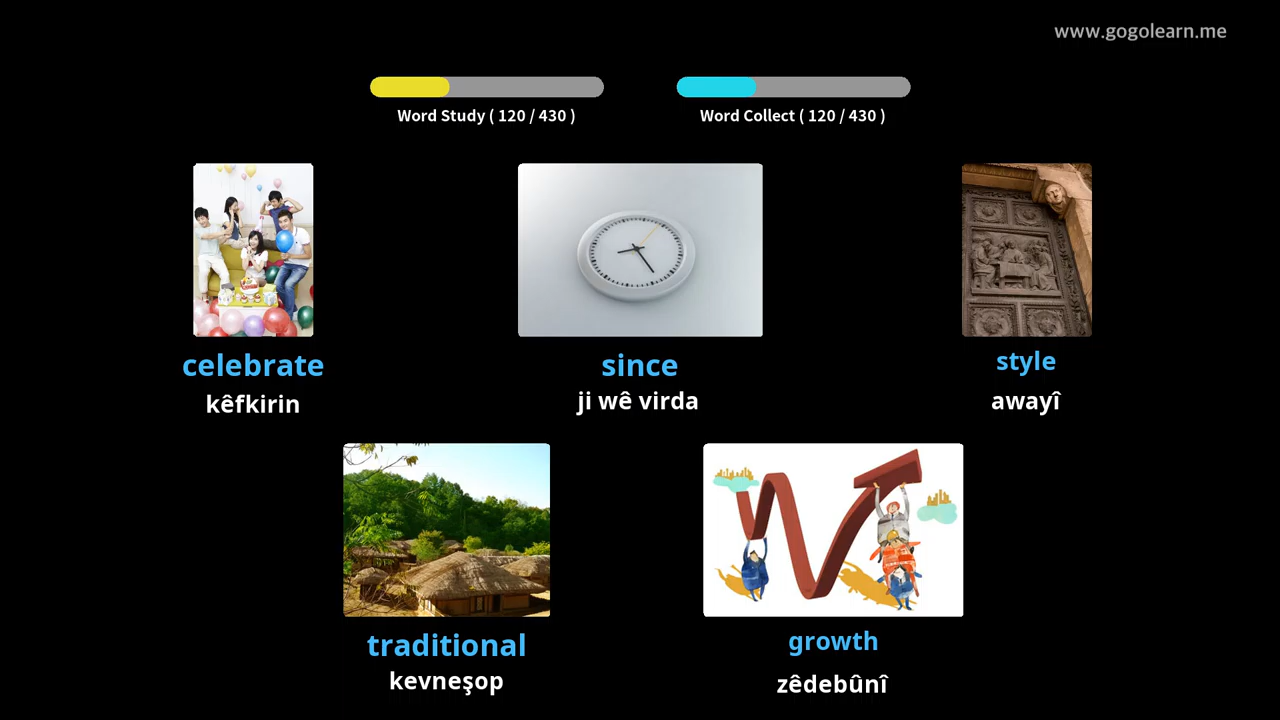 www.gogolearn.me
Word Study ( 120 / 430 )
Word Collect ( 120 / 430 )
celebrate
kêfkirin
since
ji wê virda
style
awayî
traditional
kevneşop
growth
zêdebûnî